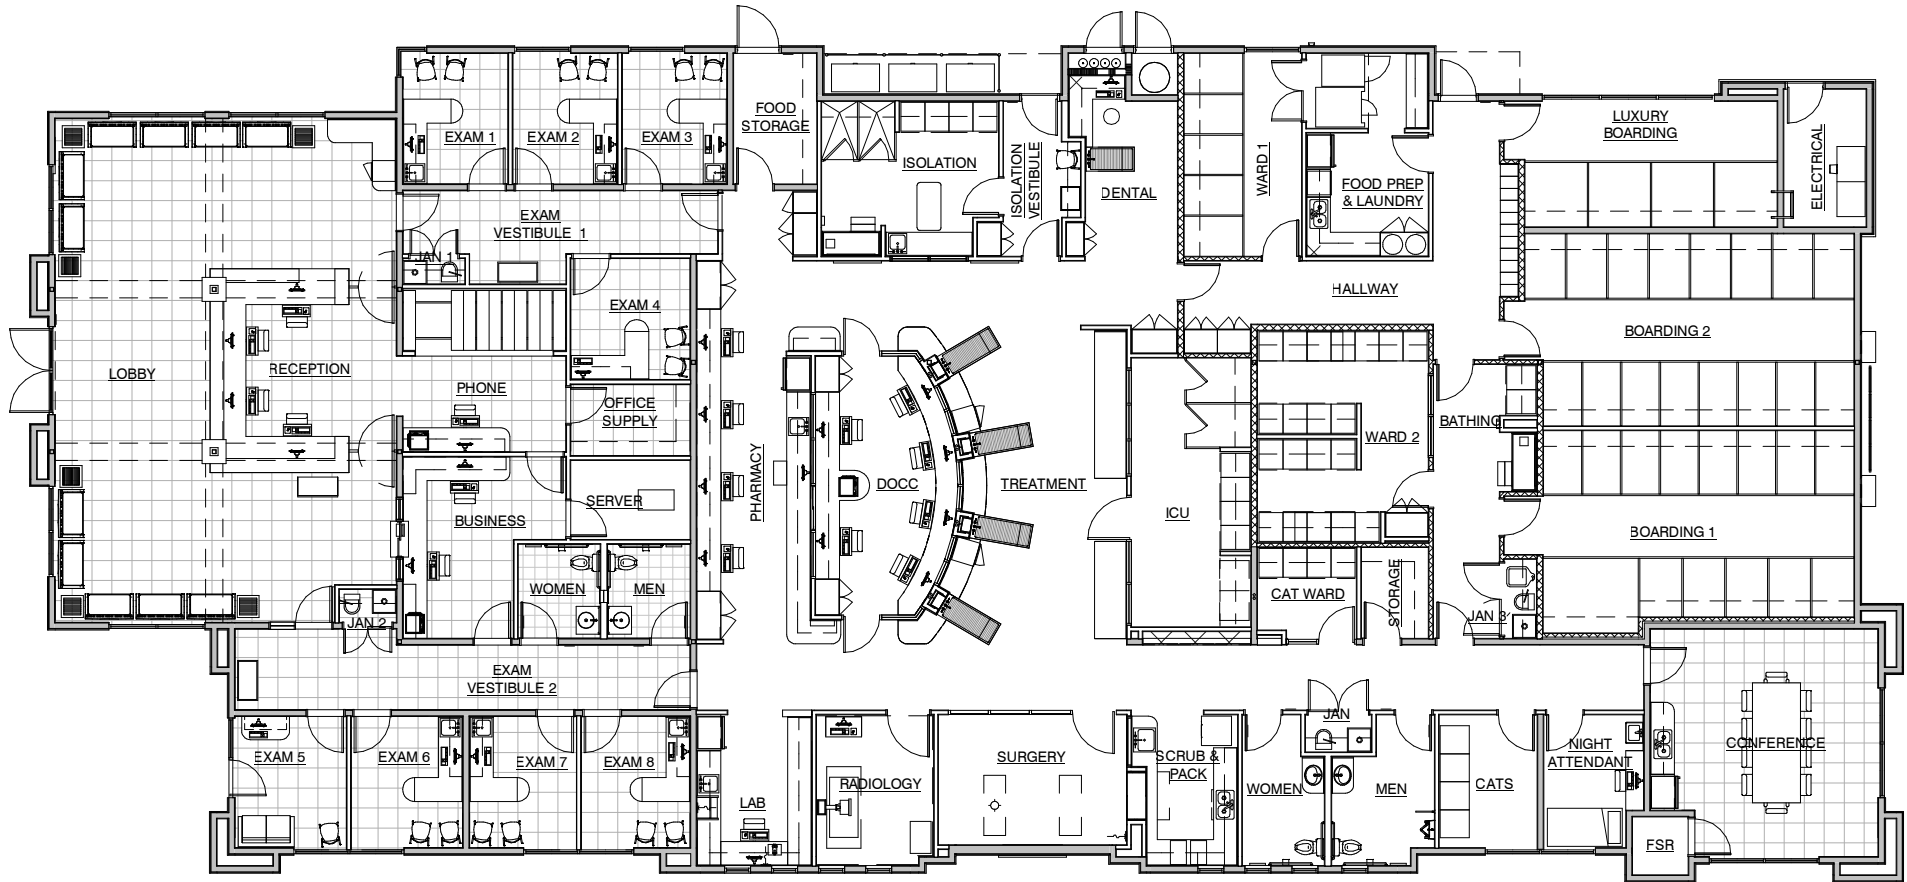 EXAM 1
EXAM 2
EXAM 3
FOOD
STORAGE
ISOLATION
ISOLATION
VESTIBULE
DENTAL
WARD 1
FOOD PREP
& LAUNDRY
LUXURY
BOARDING
ELECTRICAL
EXAM
VESTIBULE 1
JAN 1
EXAM 4
HALLWAY
BOARDING 2
LOBBY
RECEPTION
PHONE
OFFICE
SUPPLY
PHARMACY
DOCC
TREATMENT
ICU
WARD 2
BATHING
SERVER
BUSINESS
BOARDING 1
WOMEN
MEN
CAT WARD
STORAGE
JAN 3
JAN 2
EXAM
VESTIBULE 2
EXAM 5
EXAM 6
EXAM 7
EXAM 8
LAB
RADIOLOGY
SURGERY
SCRUB &
PACK
WOMEN
JAN
MEN
CATS
NIGHT
ATTENDANT
CONFERENCE
FSR